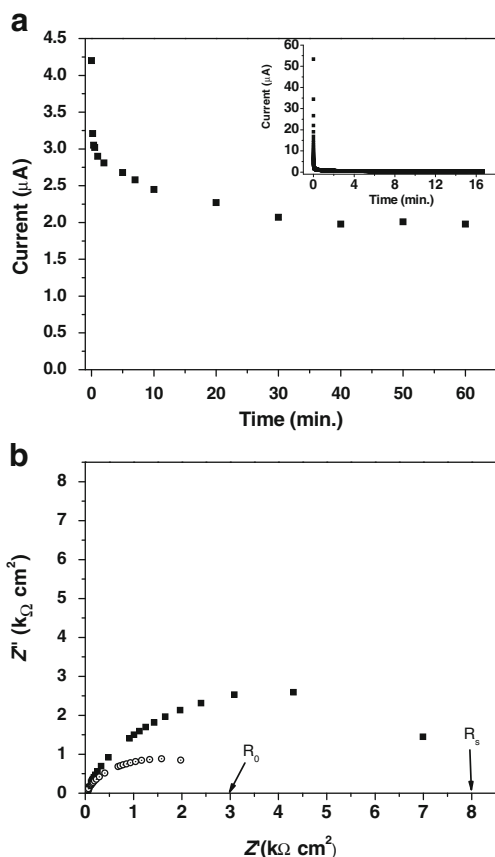 a
4.5
4.0
3.5
3.0
2.5
2.0
1.5
1.0
0.5
0.0
Current (μA)
0 10 20 30 40 50 60
Time (min.)
60
50
40
30
20
10
0
Current (μA)
0 4 8 12 16
Time (min.)
b
8
7
6
5
4
3
2
1
0
Z'' (kΩ cm²)
R₀
Rₛ
0 1 2 3 4 5 6 7 8
Z'(kΩ cm²)